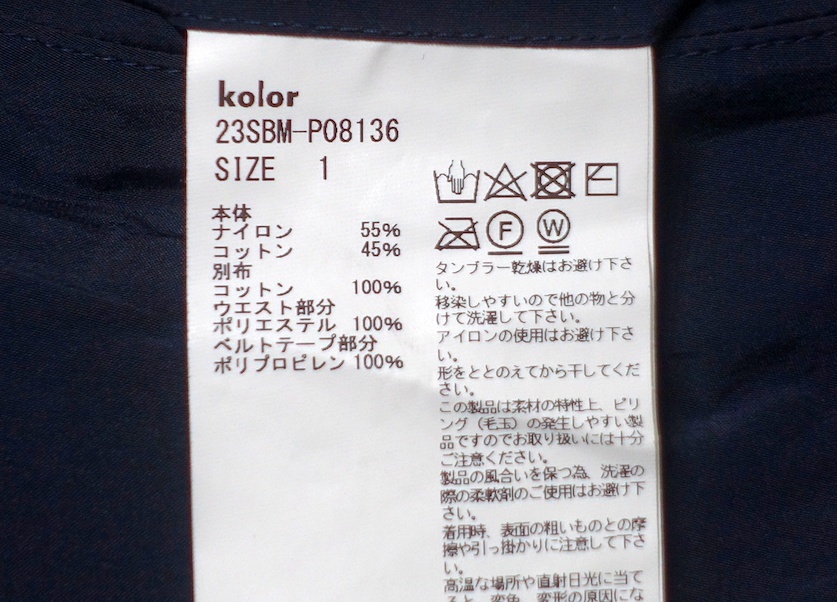 kolor
23SBM-P08136
SIZE 1
本体
ナイロン 55%
コットン 45%
別布
コットン 100%
ウエスト部分
ポリエステル 100%
ベルトテープ部分
ポリプロピレン 100%
F
W
タンブラー乾燥はお避け下さ
い。
移染しやすいので他の物と分
けて洗濯して下さい。
アイロンの使用はお避け下さ
い。
形をととのえてから干してくだ
さい。
この製品は素材の特性上、ピリ
ング（毛玉）の発生しやすい製
品ですのでお取り扱いには十分
ご注意ください。
製品の風合いを保つ為、洗濯の
際の柔軟剤のご使用はお避け下
さい。
着用時、表面の粗いものとの摩
擦や引っ掛かりに注意して下さ
い。
高温な場所や直射日光に当て
ると、変色、変形の原因にな